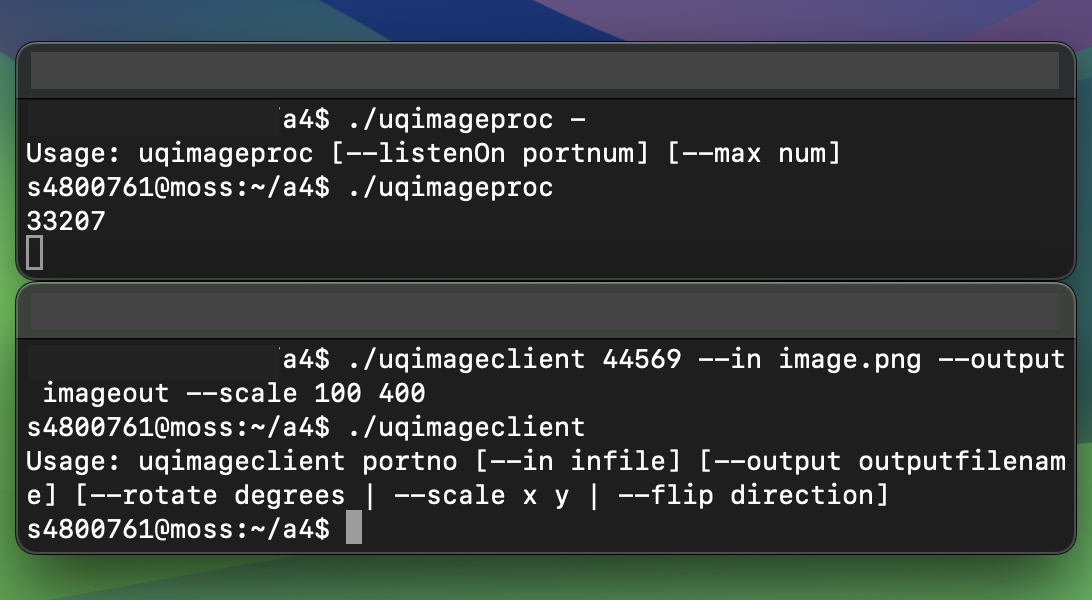 a4$ ./uqimageproc -
Usage: uqimageproc [--listenOn portnum] [--max num]
s4800761@moss:~/a4$ ./uqimageproc
33207
a4$ ./uqimageclient 44569 --in image.png --output
imageout --scale 100 400
s4800761@moss:~/a4$ ./uqimageclient
Usage: uqimageclient portno [--in infile] [--output outputfilenam
e] [--rotate degrees | --scale x y | --flip direction]
s4800761@moss:~/a4$